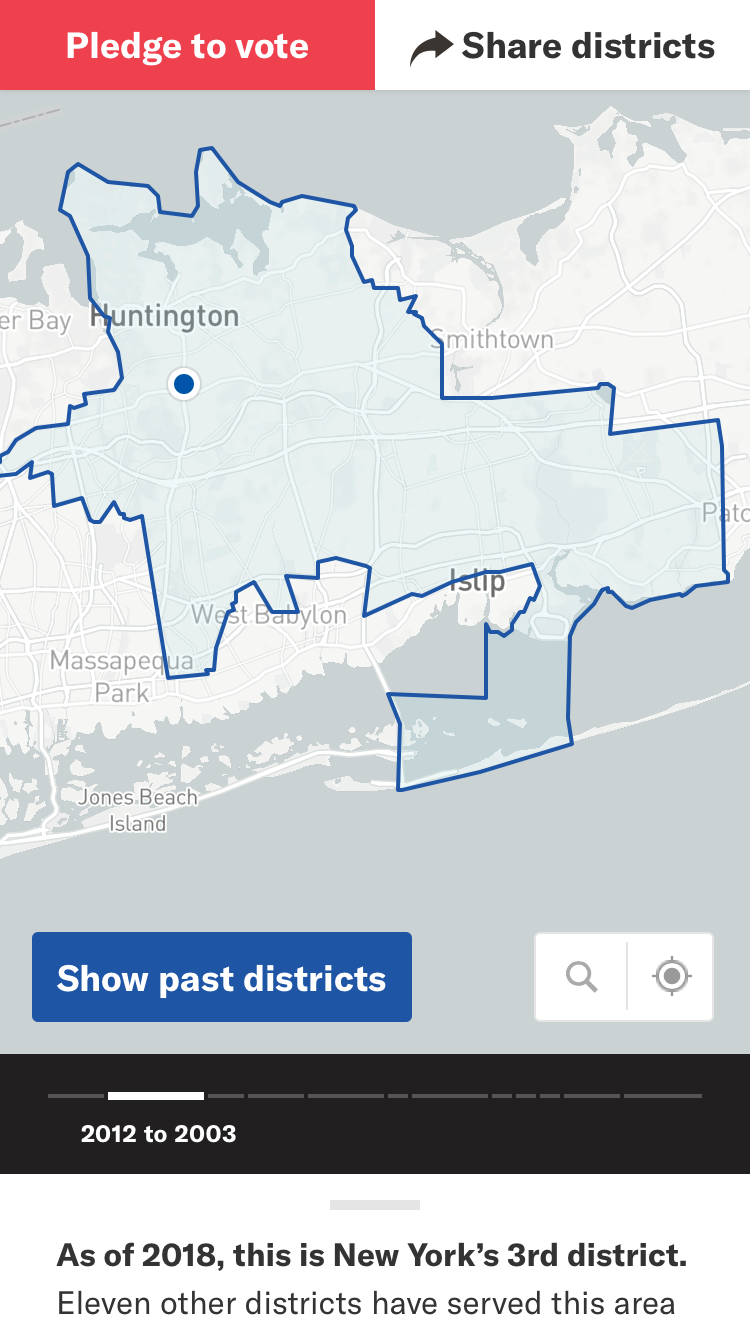 Pledge to vote
Share districts
Huntington
er Bay
Smithtown
Patc
Islip
West Babylon
Massapequa
Park
Jones Beach
Island
Show past districts
2012 to 2003
As of 2018, this is New York’s 3rd district.
Eleven other districts have served this area